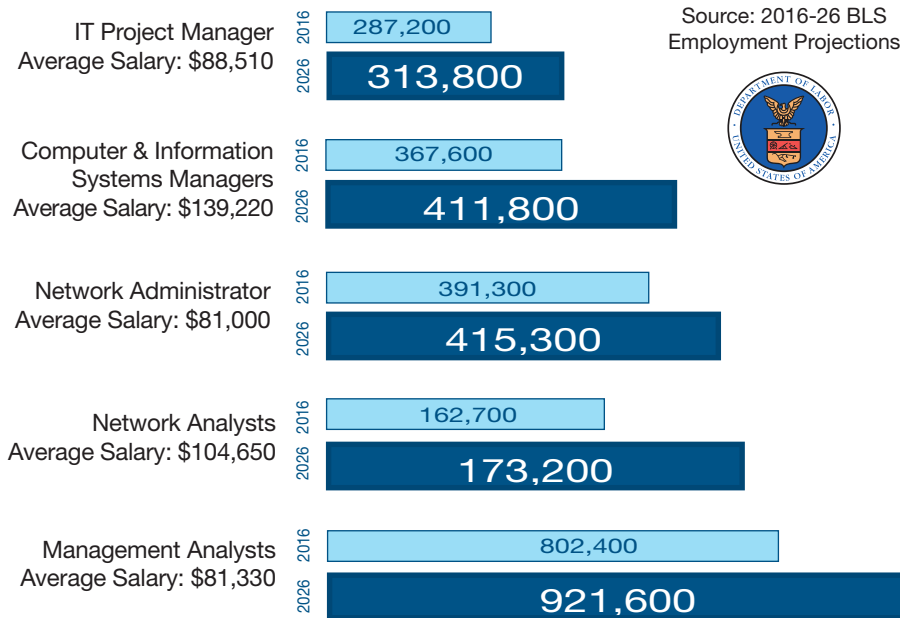 Source: 2016-26 BLS
Employment Projections
DEPARTMENT OF LABOR
UNITED STATES OF AMERICA
IT Project Manager
Average Salary: $88,510
2016
287,200
2026
313,800
Computer & Information
Systems Managers
Average Salary: $139,220
2016
367,600
2026
411,800
Network Administrator
Average Salary: $81,000
2016
391,300
2026
415,300
Network Analysts
Average Salary: $104,650
2016
162,700
2026
173,200
Management Analysts
Average Salary: $81,330
2016
802,400
2026
921,600